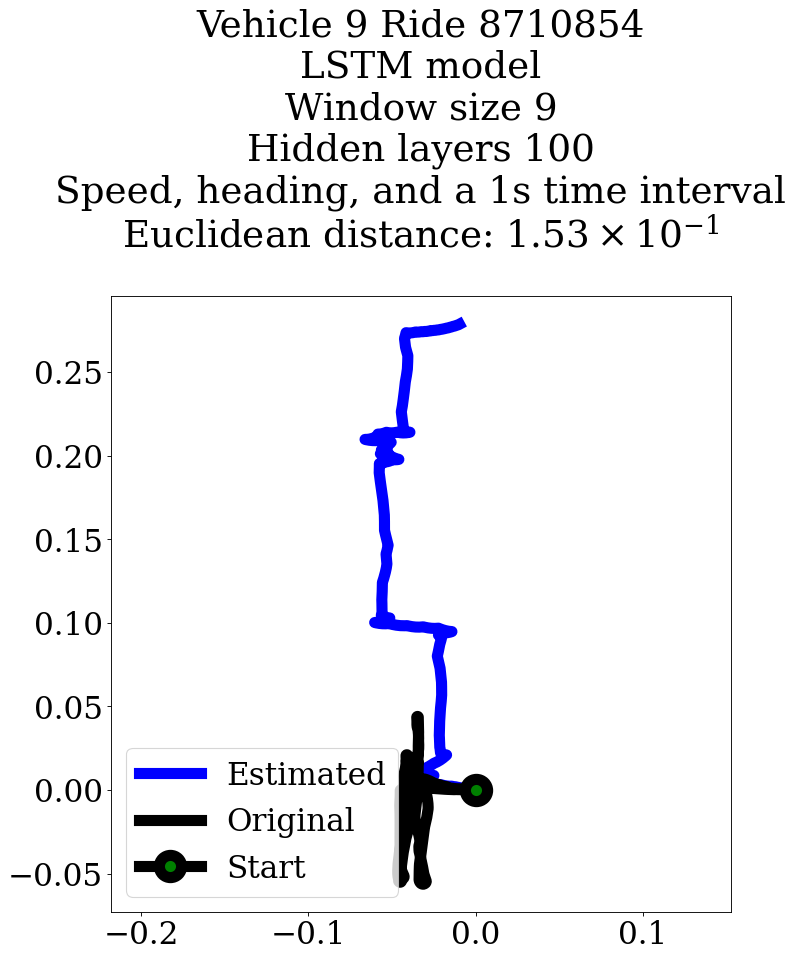 Vehicle 9 Ride 8710854
LSTM model
Window size 9
Hidden layers 100
Speed, heading, and a 1s time interval
Euclidean distance: 1.53 × 10⁻¹
0.25
0.20
0.15
0.10
0.05
0.00
−0.05
Estimated
Original
Start
−0.2
−0.1
0.0
0.1